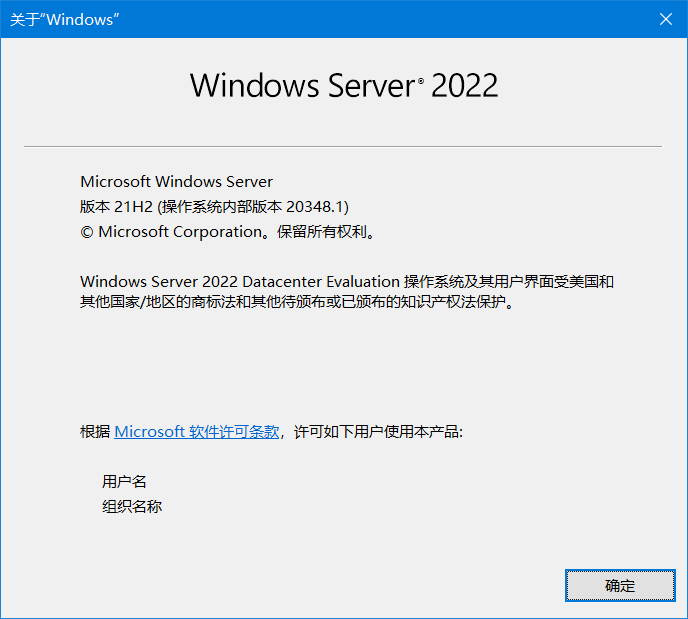 关于“Windows”
Windows Server® 2022
Microsoft Windows Server
版本 21H2 (操作系统内部版本 20348.1)
© Microsoft Corporation。保留所有权利。
Windows Server 2022 Datacenter Evaluation 操作系统及其用户界面受美国和
其他国家/地区的商标法和其他待颁布或已颁布的知识产权法保护。
根据 Microsoft 软件许可条款，许可如下用户使用本产品:
用户名
组织名称
确定